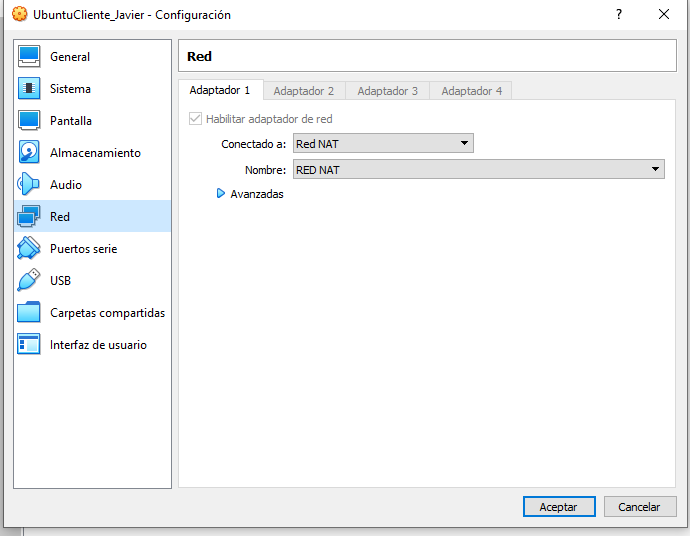 UbuntuCliente_Javier - Configuración
?
General
Sistema
Pantalla
Almacenamiento
Audio
Red
Puertos serie
USB
Carpetas compartidas
Interfaz de usuario
Red
Adaptador 1 Adaptador 2 Adaptador 3 Adaptador 4
Habilitar adaptador de red
Conectado a: Red NAT
Nombre: RED NAT
Avanzadas
Aceptar Cancelar